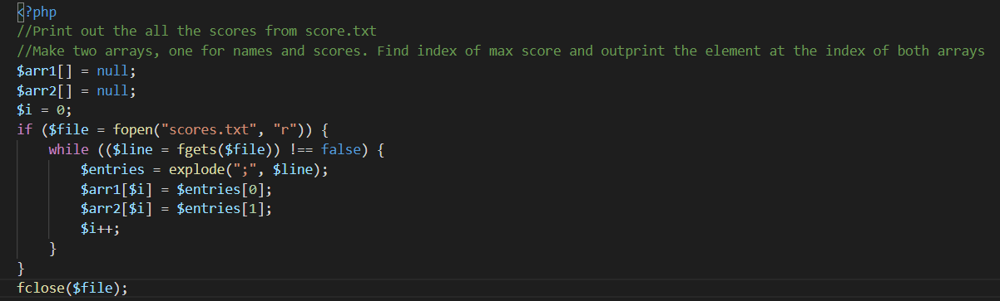 <?php
//Print out the all the scores from score.txt
//Make two arrays, one for names and scores. Find index of max score and outprint the element at the index of both arrays
$arr1[] = null;
$arr2[] = null;
$i = 0;
if ($file = fopen("scores.txt", "r")) {
    while (($line = fgets($file)) !== false) {
        $entries = explode(";", $line);
        $arr1[$i] = $entries[0];
        $arr2[$i] = $entries[1];
        $i++;
    }
}
fclose($file);